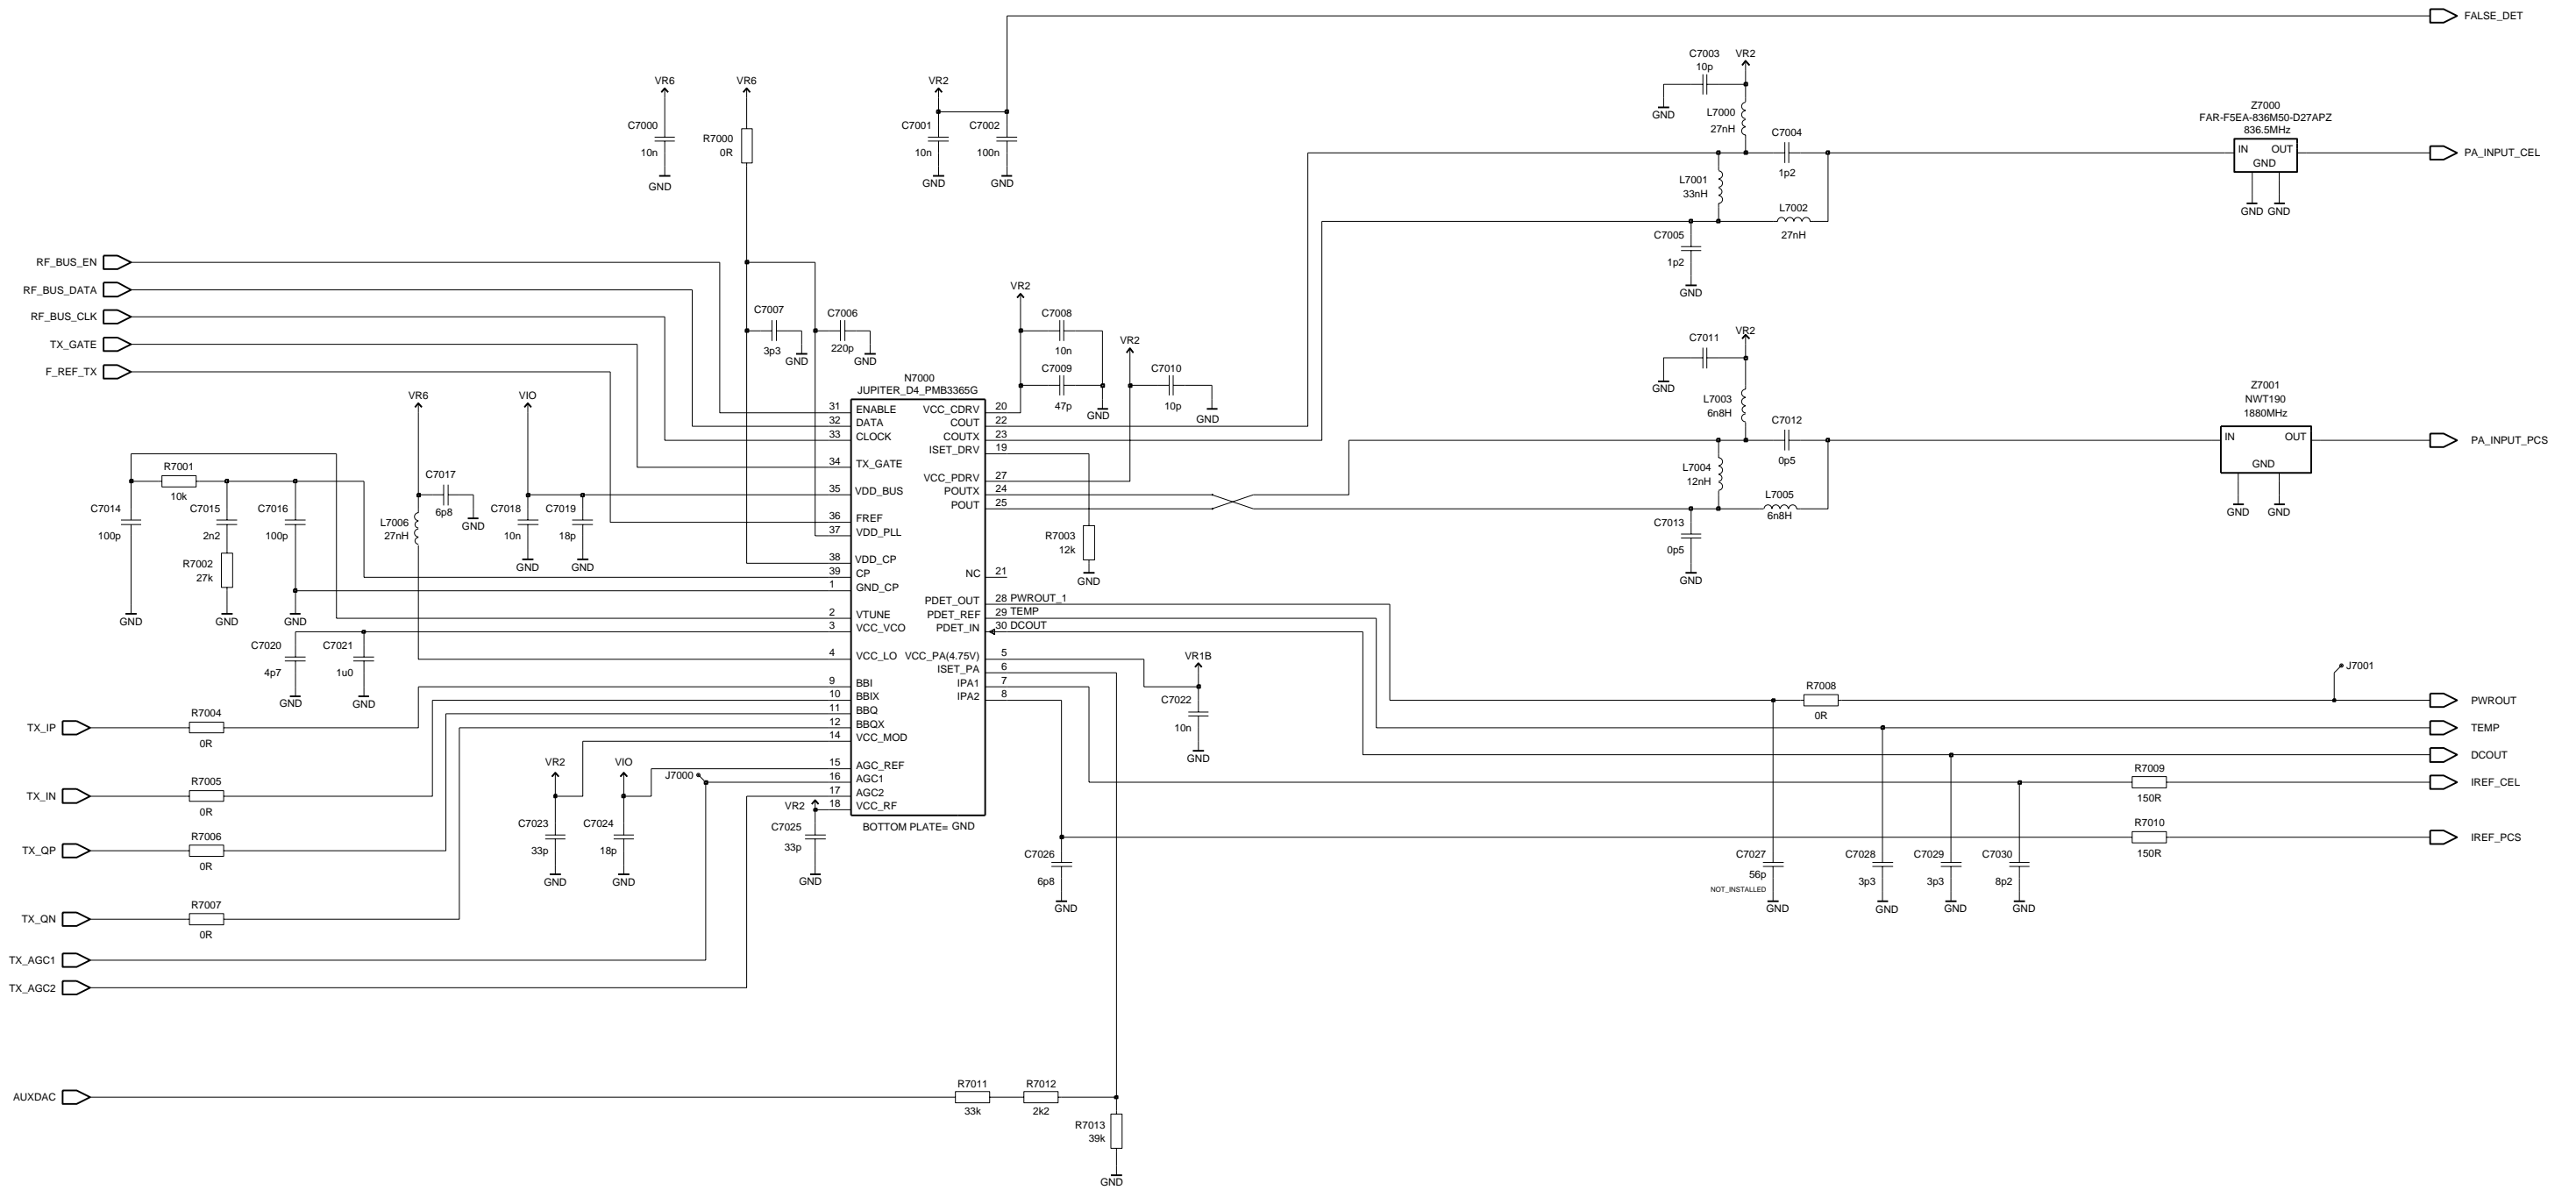 FALSE_DET
C7003
10p
VR2
GND
L7000
27nH
C7004
1p2
L7001
33nH
L7002
27nH
C7005
1p2
GND
Z7000
FAR-F5EA-836M50-D27APZ
836.5MHz
IN OUT
GND
GND GND
PA_INPUT_CEL
VR6
C7000
10n
GND
VR6
R7000
0R
VR2
C7001
10n
GND
C7002
100n
GND
RF_BUS_EN
RF_BUS_DATA
RF_BUS_CLK
TX_GATE
F_REF_TX
C7007
3p3
GND
C7006
220p
GND
VR2
C7008
10n
C7009
47p
GND
VR2
C7010
10p
GND
C7011
VR2
GND
L7003
6n8H
C7012
0p5
L7004
12nH
L7005
6n8H
C7013
0p5
GND
Z7001
NWT190
1880MHz
IN OUT
GND
GND GND
PA_INPUT_PCS
N7000
JUPITER_D4_PMB3365G
31 ENABLE
32 DATA
33 CLOCK
34 TX_GATE
35 VDD_BUS
36 FREF
37 VDD_PLL
38 VDD_CP
39 CP
1 GND_CP
2 VTUNE
3 VCC_VCO
4 VCC_LO
9 BBI
10 BBIX
11 BBQ
12 BBQX
14 VCC_MOD
15 AGC_REF
16 AGC1
17 AGC2
18 VCC_RF
VCC_CDRV 20
COUT 22
COUTX 23
ISET_DRV 19
VCC_PDRV 27
POUTX 24
POUT 25
NC 21
PDET_OUT 28 PWROUT_1
PDET_REF 29 TEMP
PDET_IN 30 DCOUT
VCC_PA(4.75V) 5
ISET_PA 6
IPA1 7
IPA2 8
BOTTOM PLATE= GND
VR6
C7017
6p8
GND
L7006
27nH
VIO
C7018
10n
GND
C7019
18p
GND
R7001
10k
C7014
100p
GND
C7015
2n2
R7002
27k
GND
C7016
100p
GND
R7003
12k
GND
C7020
4p7
GND
C7021
1u0
GND
VR1B
C7022
10n
GND
J7001
R7008
0R
PWROUT
TEMP
DCOUT
R7009
150R
IREF_CEL
R7010
150R
IREF_PCS
TX_IP
R7004
0R
TX_IN
R7005
0R
TX_QP
R7006
0R
TX_QN
R7007
0R
TX_AGC1
TX_AGC2
J7000
VR2
C7023
33p
GND
VIO
C7024
18p
GND
VR2
C7025
33p
GND
C7026
6p8
GND
C7027
56p
NOT_INSTALLED
GND
C7028
3p3
GND
C7029
3p3
GND
C7030
8p2
GND
AUXDAC
R7011
33k
R7012
2k2
R7013
39k
GND